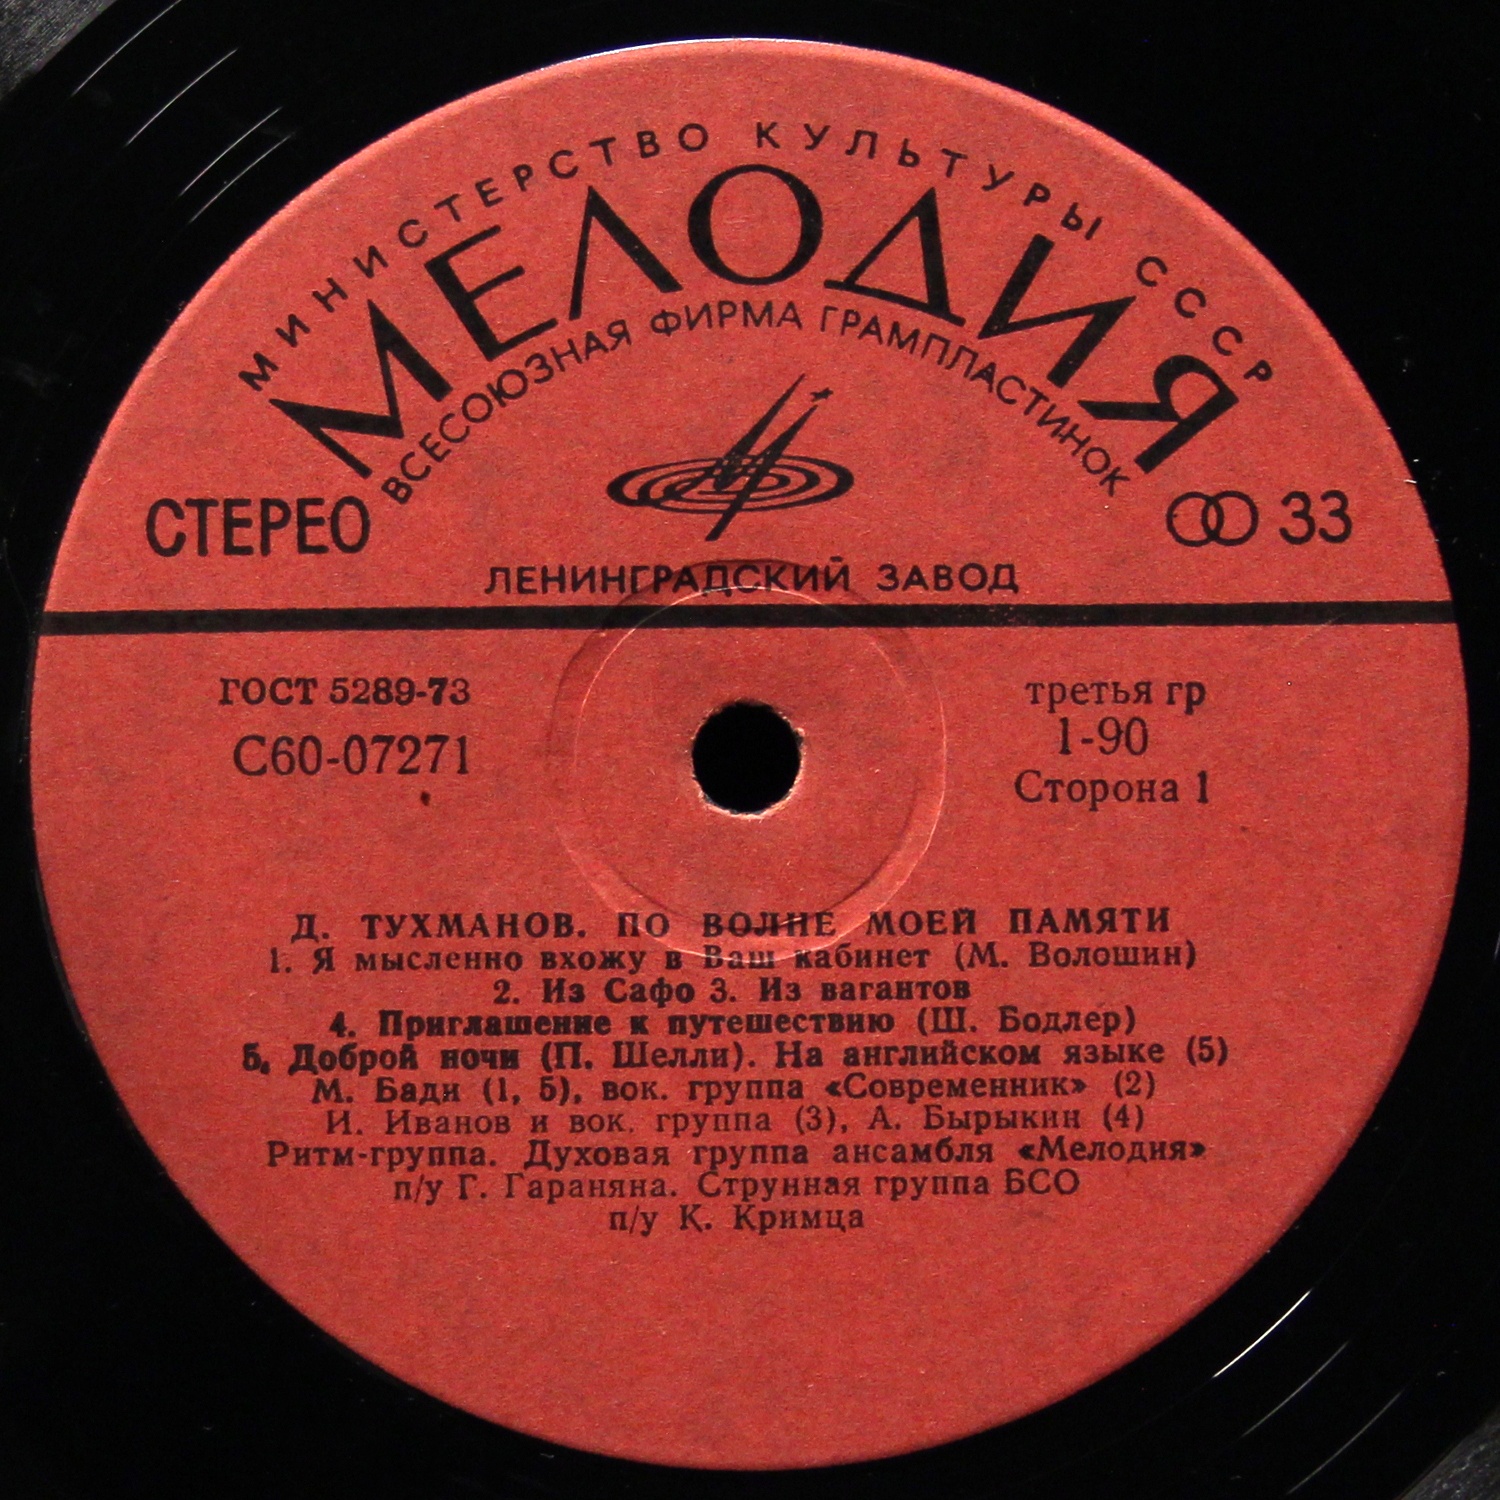 МИНИСТЕРСТВО КУЛЬТУРЫ СССР
МЕЛОДИЯ
ВСЕСОЮЗНАЯ ФИРМА ГРАМПЛАСТИНОК
СТЕРЕО
33
ЛЕНИНГРАДСКИЙ ЗАВОД
ГОСТ 5289-73
С60-07271
третья гр
1-90
Сторона 1
Д. ТУХМАНОВ. ПО ВОЛНЕ МОЕЙ ПАМЯТИ
1. Я мысленно вхожу в Ваш кабинет (М. Волошин)
2. Из Сафо 3. Из вагантов
4. Приглашение к путешествию (Ш. Бодлер)
5. Доброй ночи (П. Шелли). На английском языке (5)
М. Бади (1, 5), вок. группа «Современник» (2)
И. Иванов и вок. группа (3), А. Бырыкин (4)
Ритм-группа. Духовая группа ансамбля «Мелодия»
п/у Г. Гараняна. Струнная группа БСО
п/у К. Кримца